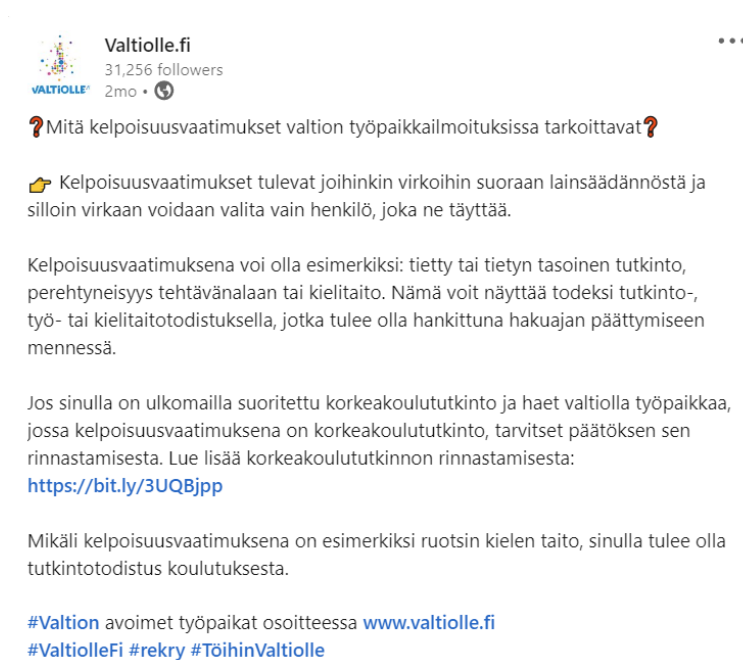 Valtiolle.fi
31,256 followers
VALTIOLLE
2mo •
❓Mitä kelpoisuusvaatimukset valtion työpaikkailmoituksissa tarkoittavat❓
👉 Kelpoisuusvaatimukset tulevat joihinkin virkoihin suoraan lainsäädännöstä ja
silloin virkaan voidaan valita vain henkilö, joka ne täyttää.
Kelpoisuusvaatimuksena voi olla esimerkiksi: tietty tai tietyn tasoinen tutkinto,
perehtyneisyys tehtävänalaan tai kielitaito. Nämä voit näyttää todeksi tutkinto-,
työ- tai kielitaitotodistuksella, jotka tulee olla hankittuna hakuajan päättymiseen
mennessä.
Jos sinulla on ulkomailla suoritettu korkeakoulututkinto ja haet valtiolla työpaikkaa,
jossa kelpoisuusvaatimuksena on korkeakoulututkinto, tarvitset päätöksen sen
rinnastamisesta. Lue lisää korkeakoulututkinnon rinnastamisesta:
https://bit.ly/3UQBjpp
Mikäli kelpoisuusvaatimuksena on esimerkiksi ruotsin kielen taito, sinulla tulee olla
tutkintotodistus koulutuksesta.
#Valtion avoimet työpaikat osoitteessa www.valtiolle.fi
#ValtiolleFi #rekry #TöihinValtiolle